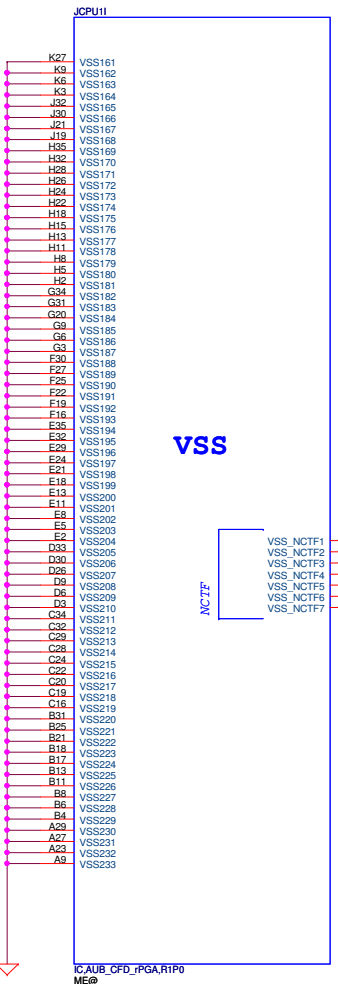 JCPU1I
K27 VSS161
K9 VSS162
K6 VSS163
K3 VSS164
J32 VSS165
J30 VSS166
J21 VSS167
J19 VSS168
H35 VSS169
H32 VSS170
H28 VSS171
H26 VSS172
H24 VSS173
H22 VSS174
H18 VSS175
H15 VSS176
H13 VSS177
H11 VSS178
H8 VSS179
H5 VSS180
H2 VSS181
G34 VSS182
G31 VSS183
G20 VSS184
G9 VSS185
G6 VSS186
G3 VSS187
F30 VSS188
F27 VSS189
F25 VSS190
F22 VSS191
F19 VSS192
F16 VSS193
E35 VSS194
E32 VSS195
E29 VSS196
E24 VSS197
E21 VSS198
E18 VSS199
E13 VSS200
E11 VSS201
E8 VSS202
E5 VSS203
E2 VSS204
D33 VSS205
D30 VSS206
D26 VSS207
D9 VSS208
D6 VSS209
D3 VSS210
C34 VSS211
C32 VSS212
C29 VSS213
C28 VSS214
C24 VSS215
C22 VSS216
C20 VSS217
C19 VSS218
C16 VSS219
B31 VSS220
B25 VSS221
B21 VSS222
B18 VSS223
B17 VSS224
B13 VSS225
B11 VSS226
B8 VSS227
B6 VSS228
B4 VSS229
A29 VSS230
A27 VSS231
A23 VSS232
A9 VSS233
VSS
NCTF
VSS_NCTF1
VSS_NCTF2
VSS_NCTF3
VSS_NCTF4
VSS_NCTF5
VSS_NCTF6
VSS_NCTF7
IC,AUB_CFD_rPGA,R1P0
ME@